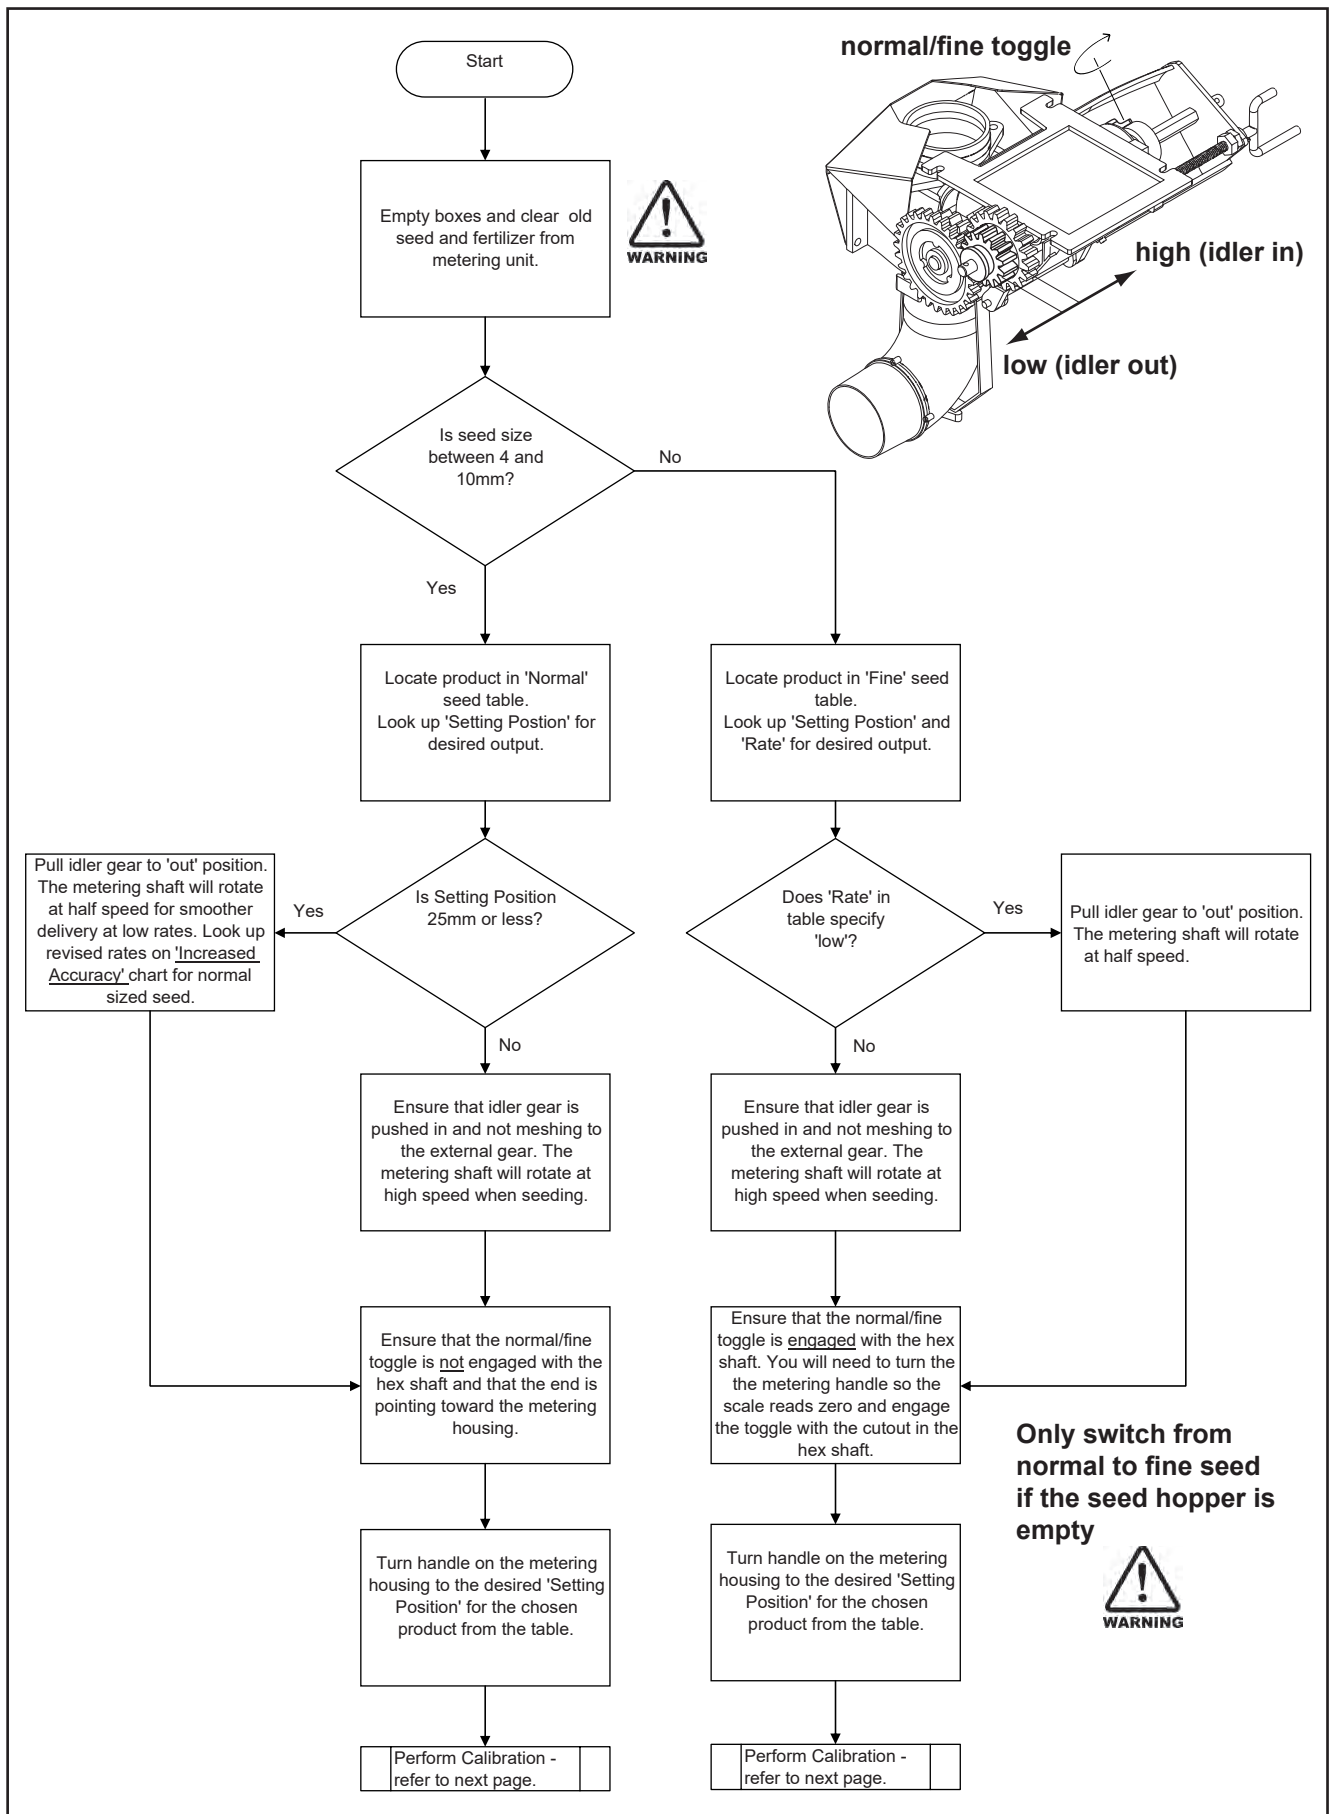 Start
normal/fine toggle
high (idler in)
low (idler out)
Empty boxes and clear old
seed and fertilizer from
metering unit.
WARNING
Is seed size
between 4 and
10mm?
No
Yes
Locate product in 'Normal'
seed table.
Look up 'Setting Postion' for
desired output.
Locate product in 'Fine' seed
table.
Look up 'Setting Postion' and
'Rate' for desired output.
Pull idler gear to 'out' position.
The metering shaft will rotate
at half speed for smoother
delivery at low rates. Look up
revised rates on 'Increased
Accuracy' chart for normal
sized seed.
Yes
Is Setting Position
25mm or less?
No
Does 'Rate' in
table specify
'low'?
Yes
No
Pull idler gear to 'out' position.
The metering shaft will rotate
at half speed.
Ensure that idler gear is
pushed in and not meshing to
the external gear. The
metering shaft will rotate at
high speed when seeding.
Ensure that idler gear is
pushed in and not meshing to
the external gear. The
metering shaft will rotate at
high speed when seeding.
Ensure that the normal/fine
toggle is not engaged with the
hex shaft and that the end is
pointing toward the metering
housing.
Ensure that the normal/fine
toggle is engaged with the hex
shaft. You will need to turn the
the metering handle so the
scale reads zero and engage
the toggle with the cutout in the
hex shaft.
Only switch from
normal to fine seed
if the seed hopper is
empty
WARNING
Turn handle on the metering
housing to the desired 'Setting
Position' for the chosen
product from the table.
Turn handle on the metering
housing to the desired 'Setting
Position' for the chosen
product from the table.
Perform Calibration -
refer to next page.
Perform Calibration -
refer to next page.